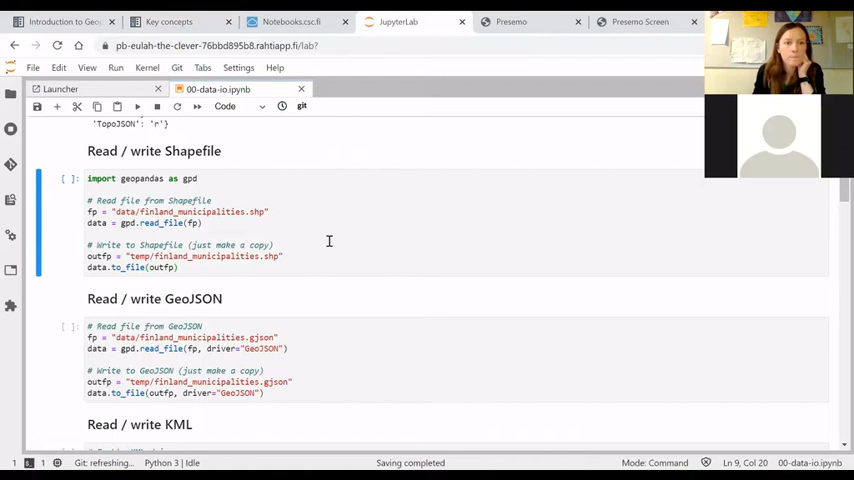 Introduction to Geos
Key concepts
Notebooks.csc.fi
JupyterLab
Presemo
Presemo Screen
pb-eulah-the-clever-76bbd895b8.rahtiapp.fi/lab?
File Edit View Run Kernel Git Tabs Settings Help
Launcher
00-data-io.ipynb
Code
git
'TopoJSON': 'r'}
Read / write Shapefile
[ ]:
import geopandas as gpd
# Read file from Shapefile
fp = "data/finland_municipalities.shp"
data = gpd.read_file(fp)
# Write to Shapefile (just make a copy)
outfp = "temp/finland_municipalities.shp"
data.to_file(outfp)
Read / write GeoJSON
[ ]:
# Read file from GeoJSON
fp = "data/finland_municipalities.gjson"
data = gpd.read_file(fp, driver="GeoJSON")
# Write to GeoJSON (just make a copy)
outfp = "temp/finland_municipalities.gjson"
data.to_file(outfp, driver="GeoJSON")
Read / write KML
1 1 Git: refreshing... Python 3 | Idle Saving completed Mode: Command Ln 9, Col 20 00-data-io.ipynb